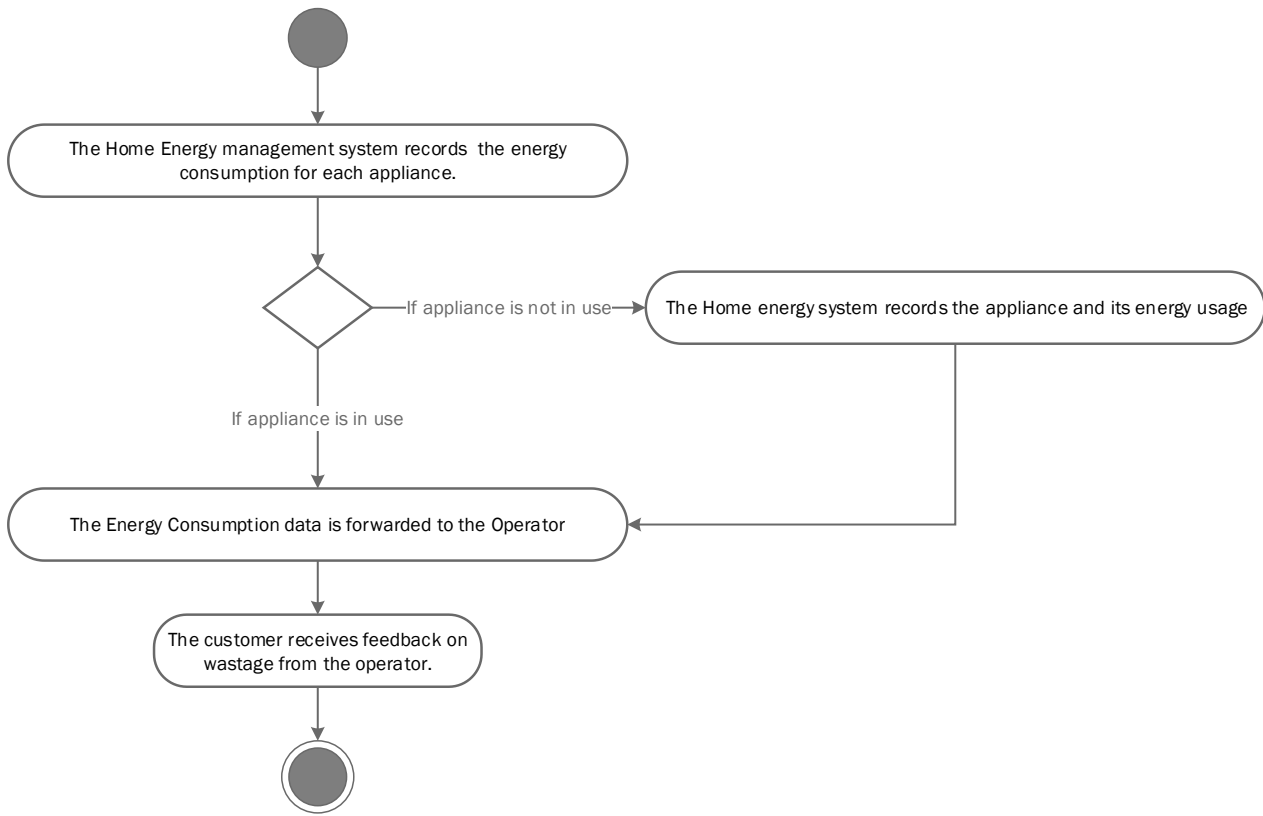 The Home Energy management system records  the energy
consumption for each appliance.
If appliance is not in use
The Home energy system records the appliance and its energy usage
If appliance is in use
The Energy Consumption data is forwarded to the Operator
The customer receives feedback on
wastage from the operator.